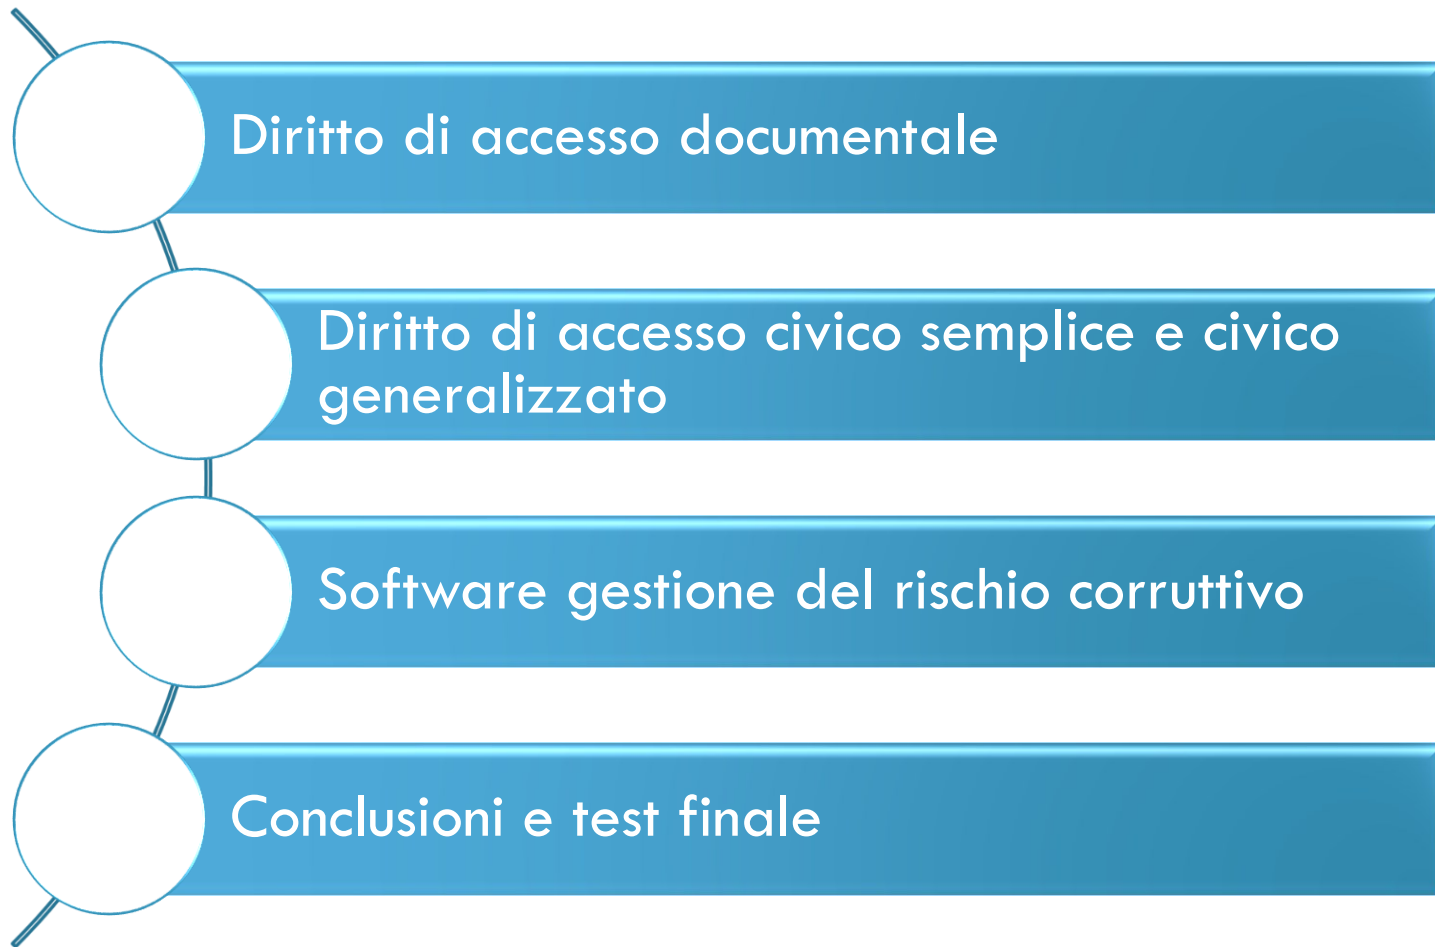 Diritto di accesso documentale
Diritto di accesso civico semplice e civico
generalizzato
Software gestione del rischio corruttivo
Conclusioni e test finale